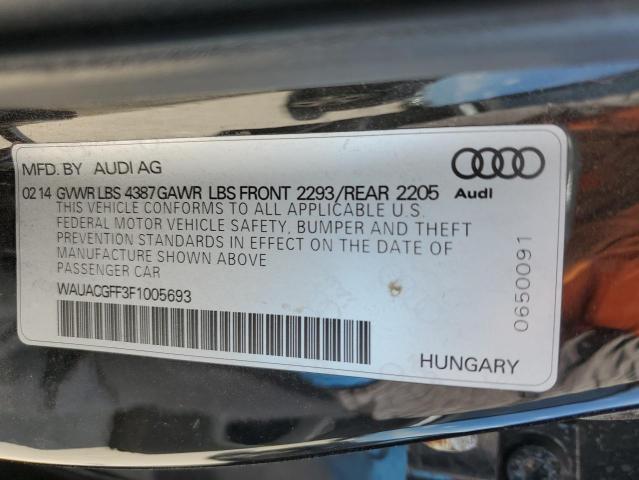 MFD. BY AUDI AG
02 14 GVWR LBS 4387 GAWR LBS FRONT 2293/REAR 2205
Audi
THIS VEHICLE CONFORMS TO ALL APPLICABLE U.S.
FEDERAL MOTOR VEHICLE SAFETY, BUMPER AND THEFT
PREVENTION STANDARDS IN EFFECT ON THE DATE OF
MANUFACTURE SHOWN ABOVE
PASSENGER CAR
WAUACGFF3F1005693
HUNGARY
0650091